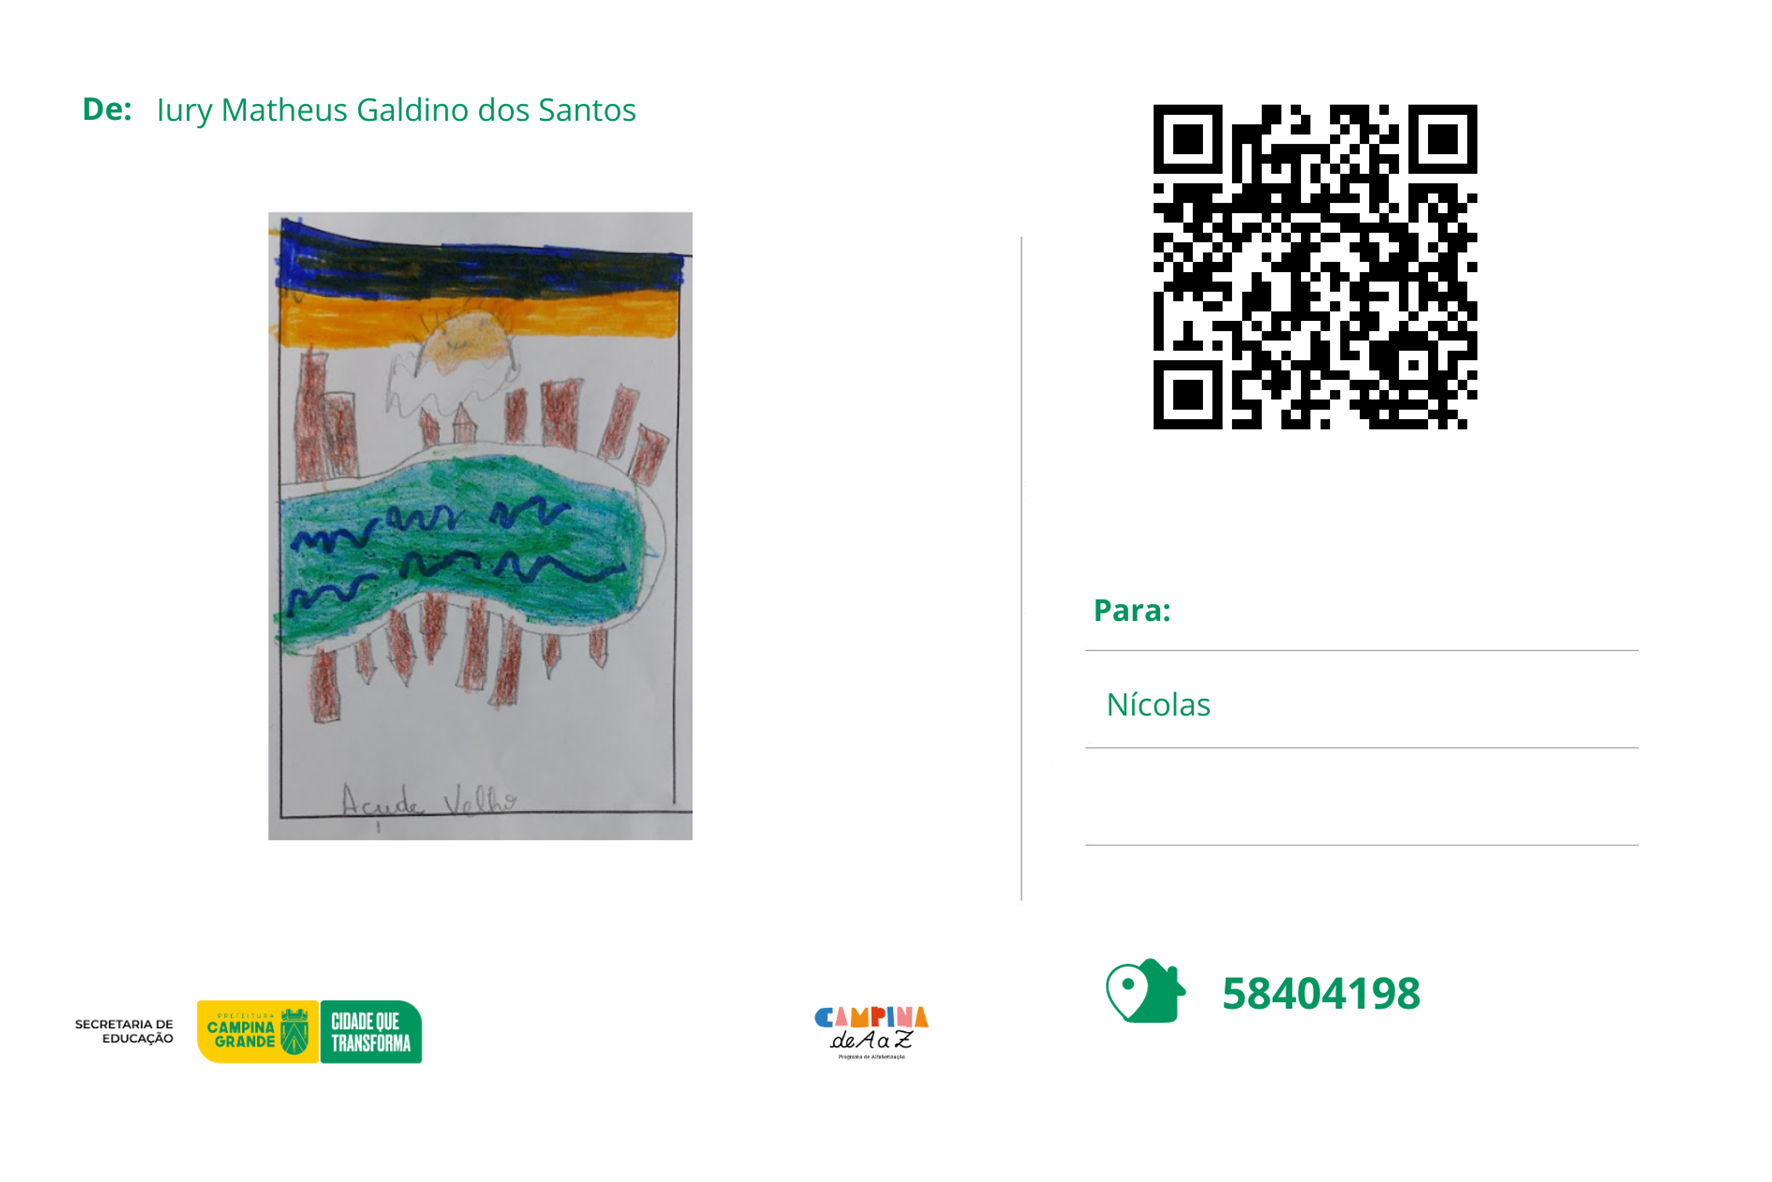 De: Iury Matheus Galdino dos Santos
Açude Velho
Para:
Nícolas
58404198
SECRETARIA DE
EDUCAÇÃO
PREFEITURA
CAMPINA
GRANDE
CIDADE QUE
TRANSFORMA
CAMPINA
de A a Z
Programa de Alfabetização